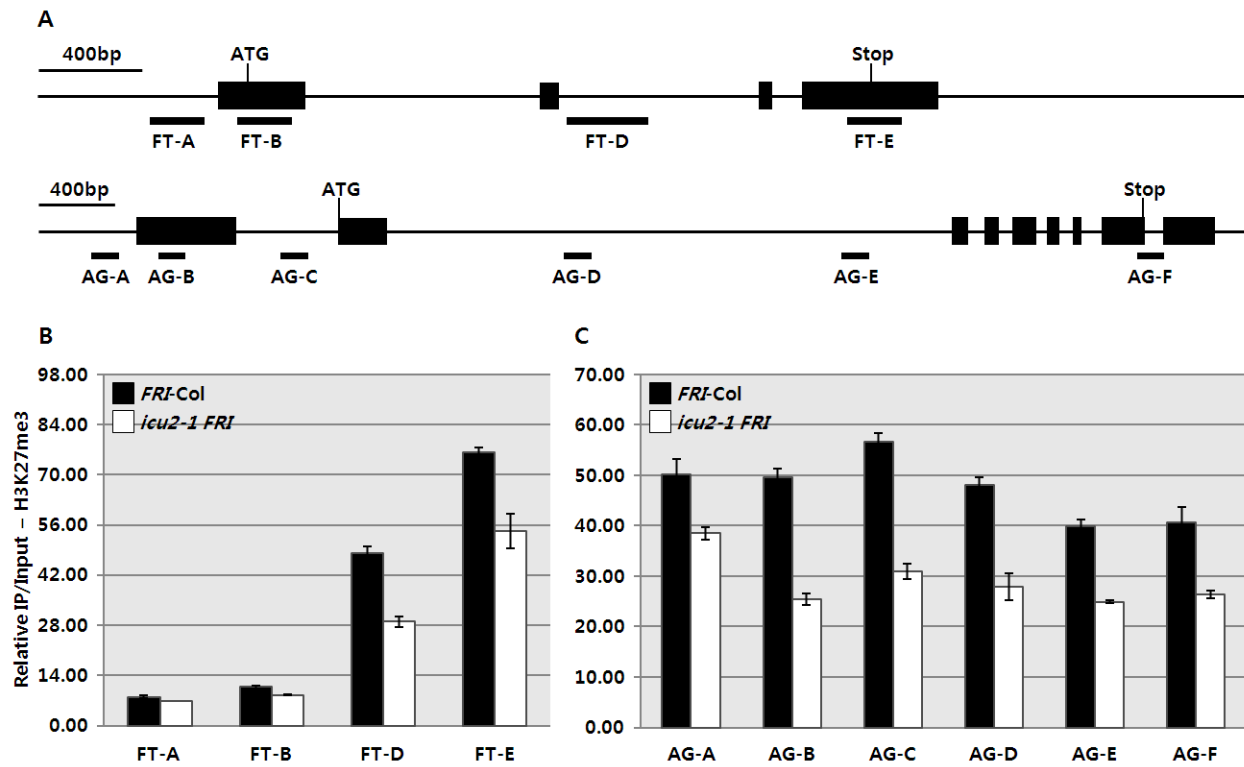 A
400bp
ATG
Stop
FT-A
FT-B
FT-D
FT-E
400bp
ATG
Stop
AG-A
AG-B
AG-C
AG-D
AG-E
AG-F
B
Relative IP/Input – H3K27me3
98.00
84.00
70.00
56.00
42.00
28.00
14.00
0.00
FRI-Col
icu2-1 FRI
FT-A
FT-B
FT-D
FT-E
C
70.00
60.00
50.00
40.00
30.00
20.00
10.00
0.00
FRI-Col
icu2-1 FRI
AG-A
AG-B
AG-C
AG-D
AG-E
AG-F